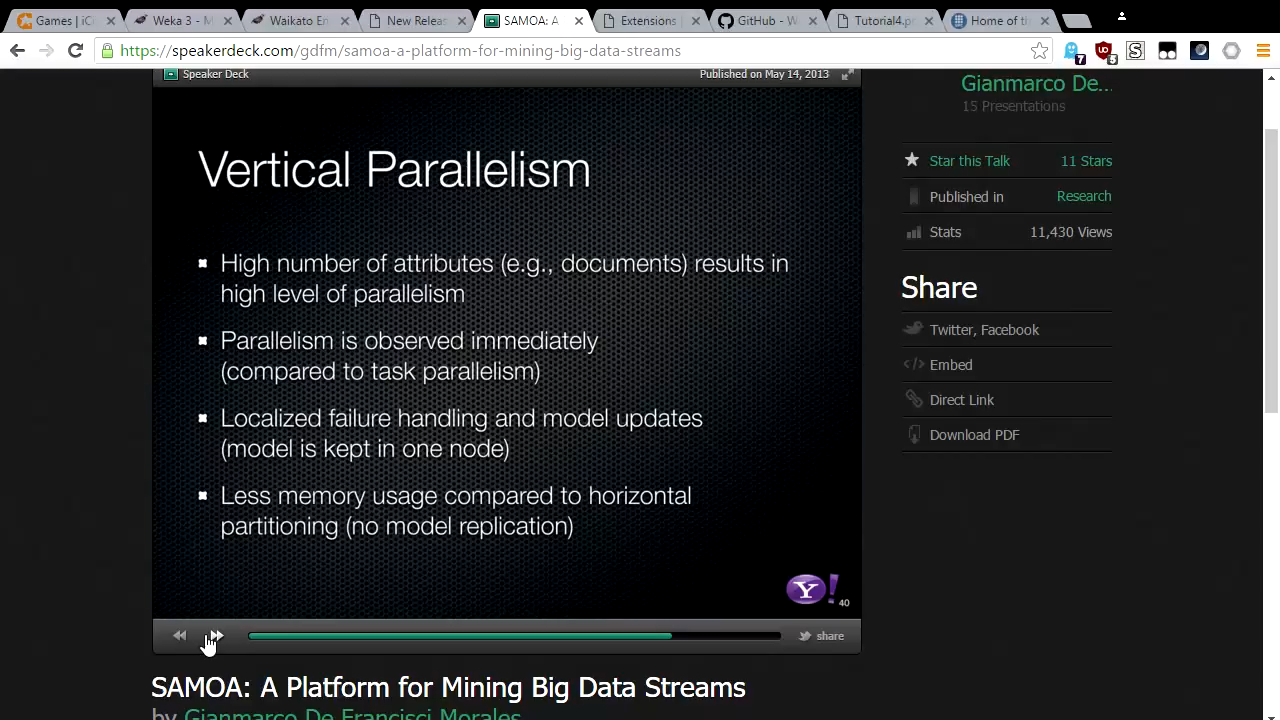 Games | iC
Weka 3 - M
Waikato En
New Releas
SAMOA: A
Extensions |
GitHub - W
Tutorial4.p
Home of th
https://speakerdeck.com/gdfm/samoa-a-platform-for-mining-big-data-streams
7
5
S
Speaker Deck
Published on May 14, 2013
Gianmarco De...
15 Presentations
Vertical Parallelism
High number of attributes (e.g., documents) results in
high level of parallelism
Parallelism is observed immediately
(compared to task parallelism)
Localized failure handling and model updates
(model is kept in one node)
Less memory usage compared to horizontal
partitioning (no model replication)
Y!
40
share
Star this Talk 11 Stars
Published in Research
Stats 11,430 Views
Share
Twitter, Facebook
Embed
Direct Link
Download PDF
SAMOA: A Platform for Mining Big Data Streams
by Gianmarco De Francisci Morales